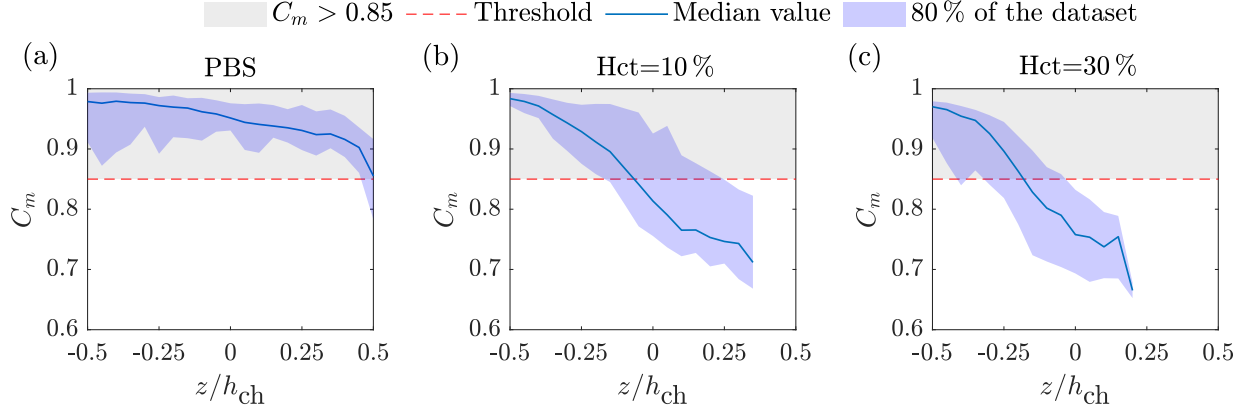 C_m > 0.85 Threshold Median value 80 % of the dataset
(a) PBS (b) Hct=10 % (c) Hct=30 %
1 1 1
0.9 0.9 0.9
C_m C_m C_m
0.8 0.8 0.8
0.7 0.7 0.7
0.6 0.6 0.6
-0.5 -0.25 0 0.25 0.5 -0.5 -0.25 0 0.25 0.5 -0.5 -0.25 0 0.25 0.5
z/h_ch z/h_ch z/h_ch